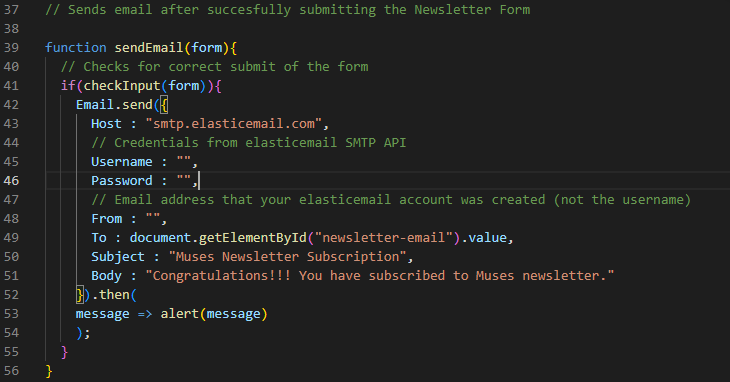 37 // Sends email after succesfully submitting the Newsletter Form
38
39 function sendEmail(form){
40 // Checks for correct submit of the form
41 if(checkInput(form)){
42 Email.send({
43 Host : "smtp.elasticemail.com",
44 // Credentials from elasticemail SMTP API
45 Username : "",
46 Password : "",
47 // Email address that your elasticemail account was created (not the username)
48 From : "",
49 To : document.getElementById("newsletter-email").value,
50 Subject : "Muses Newsletter Subscription",
51 Body : "Congratulations!!! You have subscribed to Muses newsletter."
52 }).then(
53 message => alert(message)
54 );
55 }
56 }